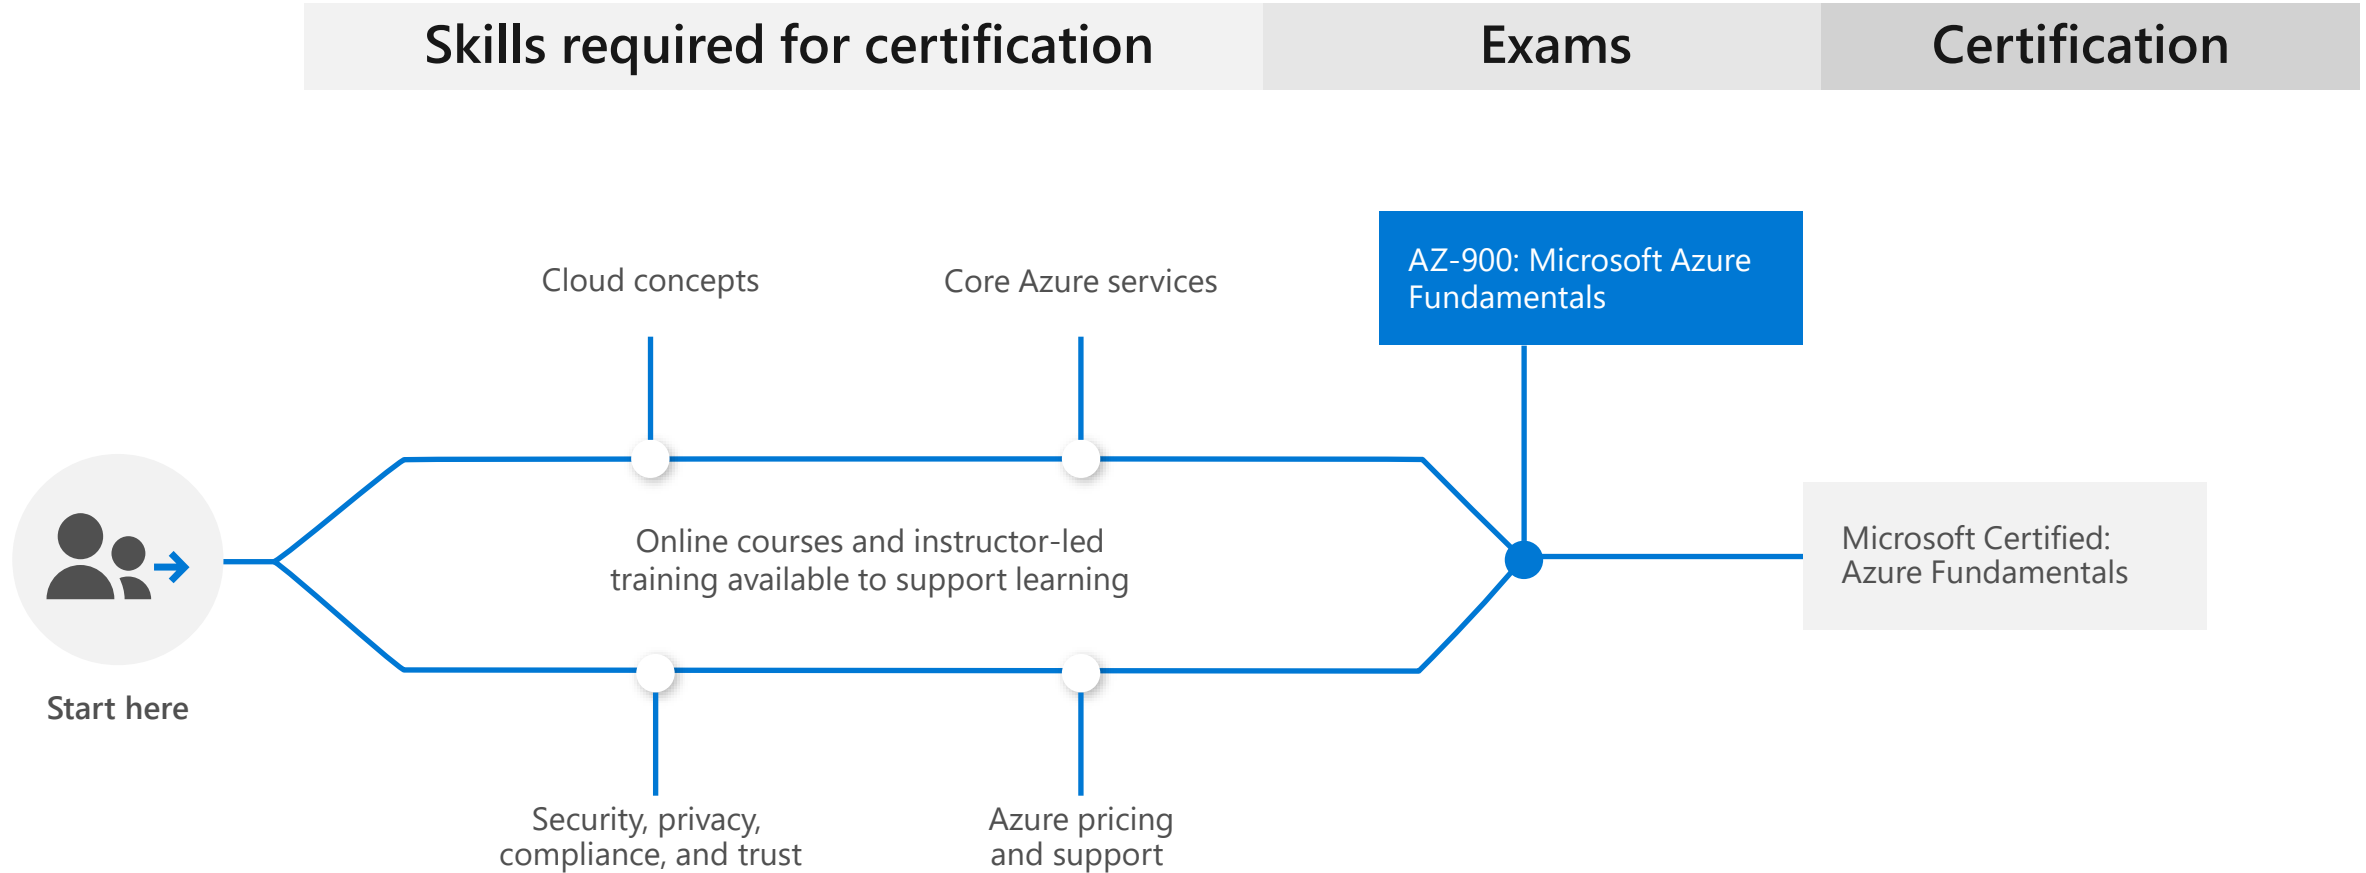 Skills required for certification
Exams
Certification
Cloud concepts
Core Azure services
AZ-900: Microsoft Azure
Fundamentals
Online courses and instructor-led
training available to support learning
Microsoft Certified:
Azure Fundamentals
Start here
Security, privacy,
compliance, and trust
Azure pricing
and support